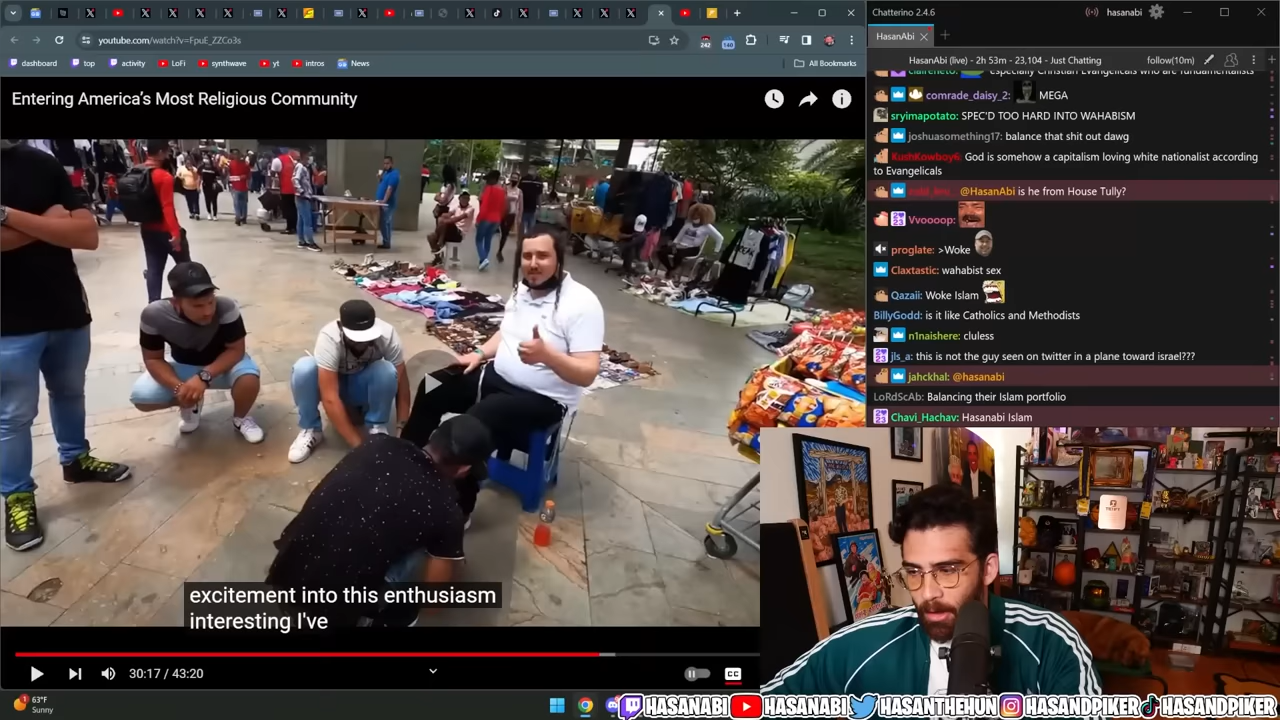 youtube.com/watch?v=FpuE_ZZCo3s
242
140
dashboard
top
activity
LoFi
synthwave
yt
intros
News
All Bookmarks
Entering America's Most Religious Community
excitement into this enthusiasm
interesting I've
30:17 / 43:20
CC
63°F
Sunny
Chatterino 2.4.6
hasanabi
HasanAbi
HasanAbi (live) - 2h 53m - 23,104 - Just Chatting
follow(10m)
especially Christian Evangelicals who are fundamentalists
comrade_daisy_2: MEGA
sryimapotato: SPEC'D TOO HARD INTO WAHABISM
joshuasomething17: balance that shit out dawg
KushKowboy6: God is somehow a capitalism loving white nationalist according
to Evangelicals
@HasanAbi is he from House Tully?
Vvoooop:
proglate: >Woke
Claxtastic: wahabist sex
Qazaii: Woke Islam
BillyGodd: is it like Catholics and Methodists
n1naishere: cluless
jls_a: this is not the guy seen on twitter in a plane toward israel???
jahckhal: @hasanabi
LoRdScAb: Balancing their Islam portfolio
Chavi_Hachav: Hasanabi Islam
HASANABI HASANABI HASANTHEHUN HASANDPIKER HASANDPIKER